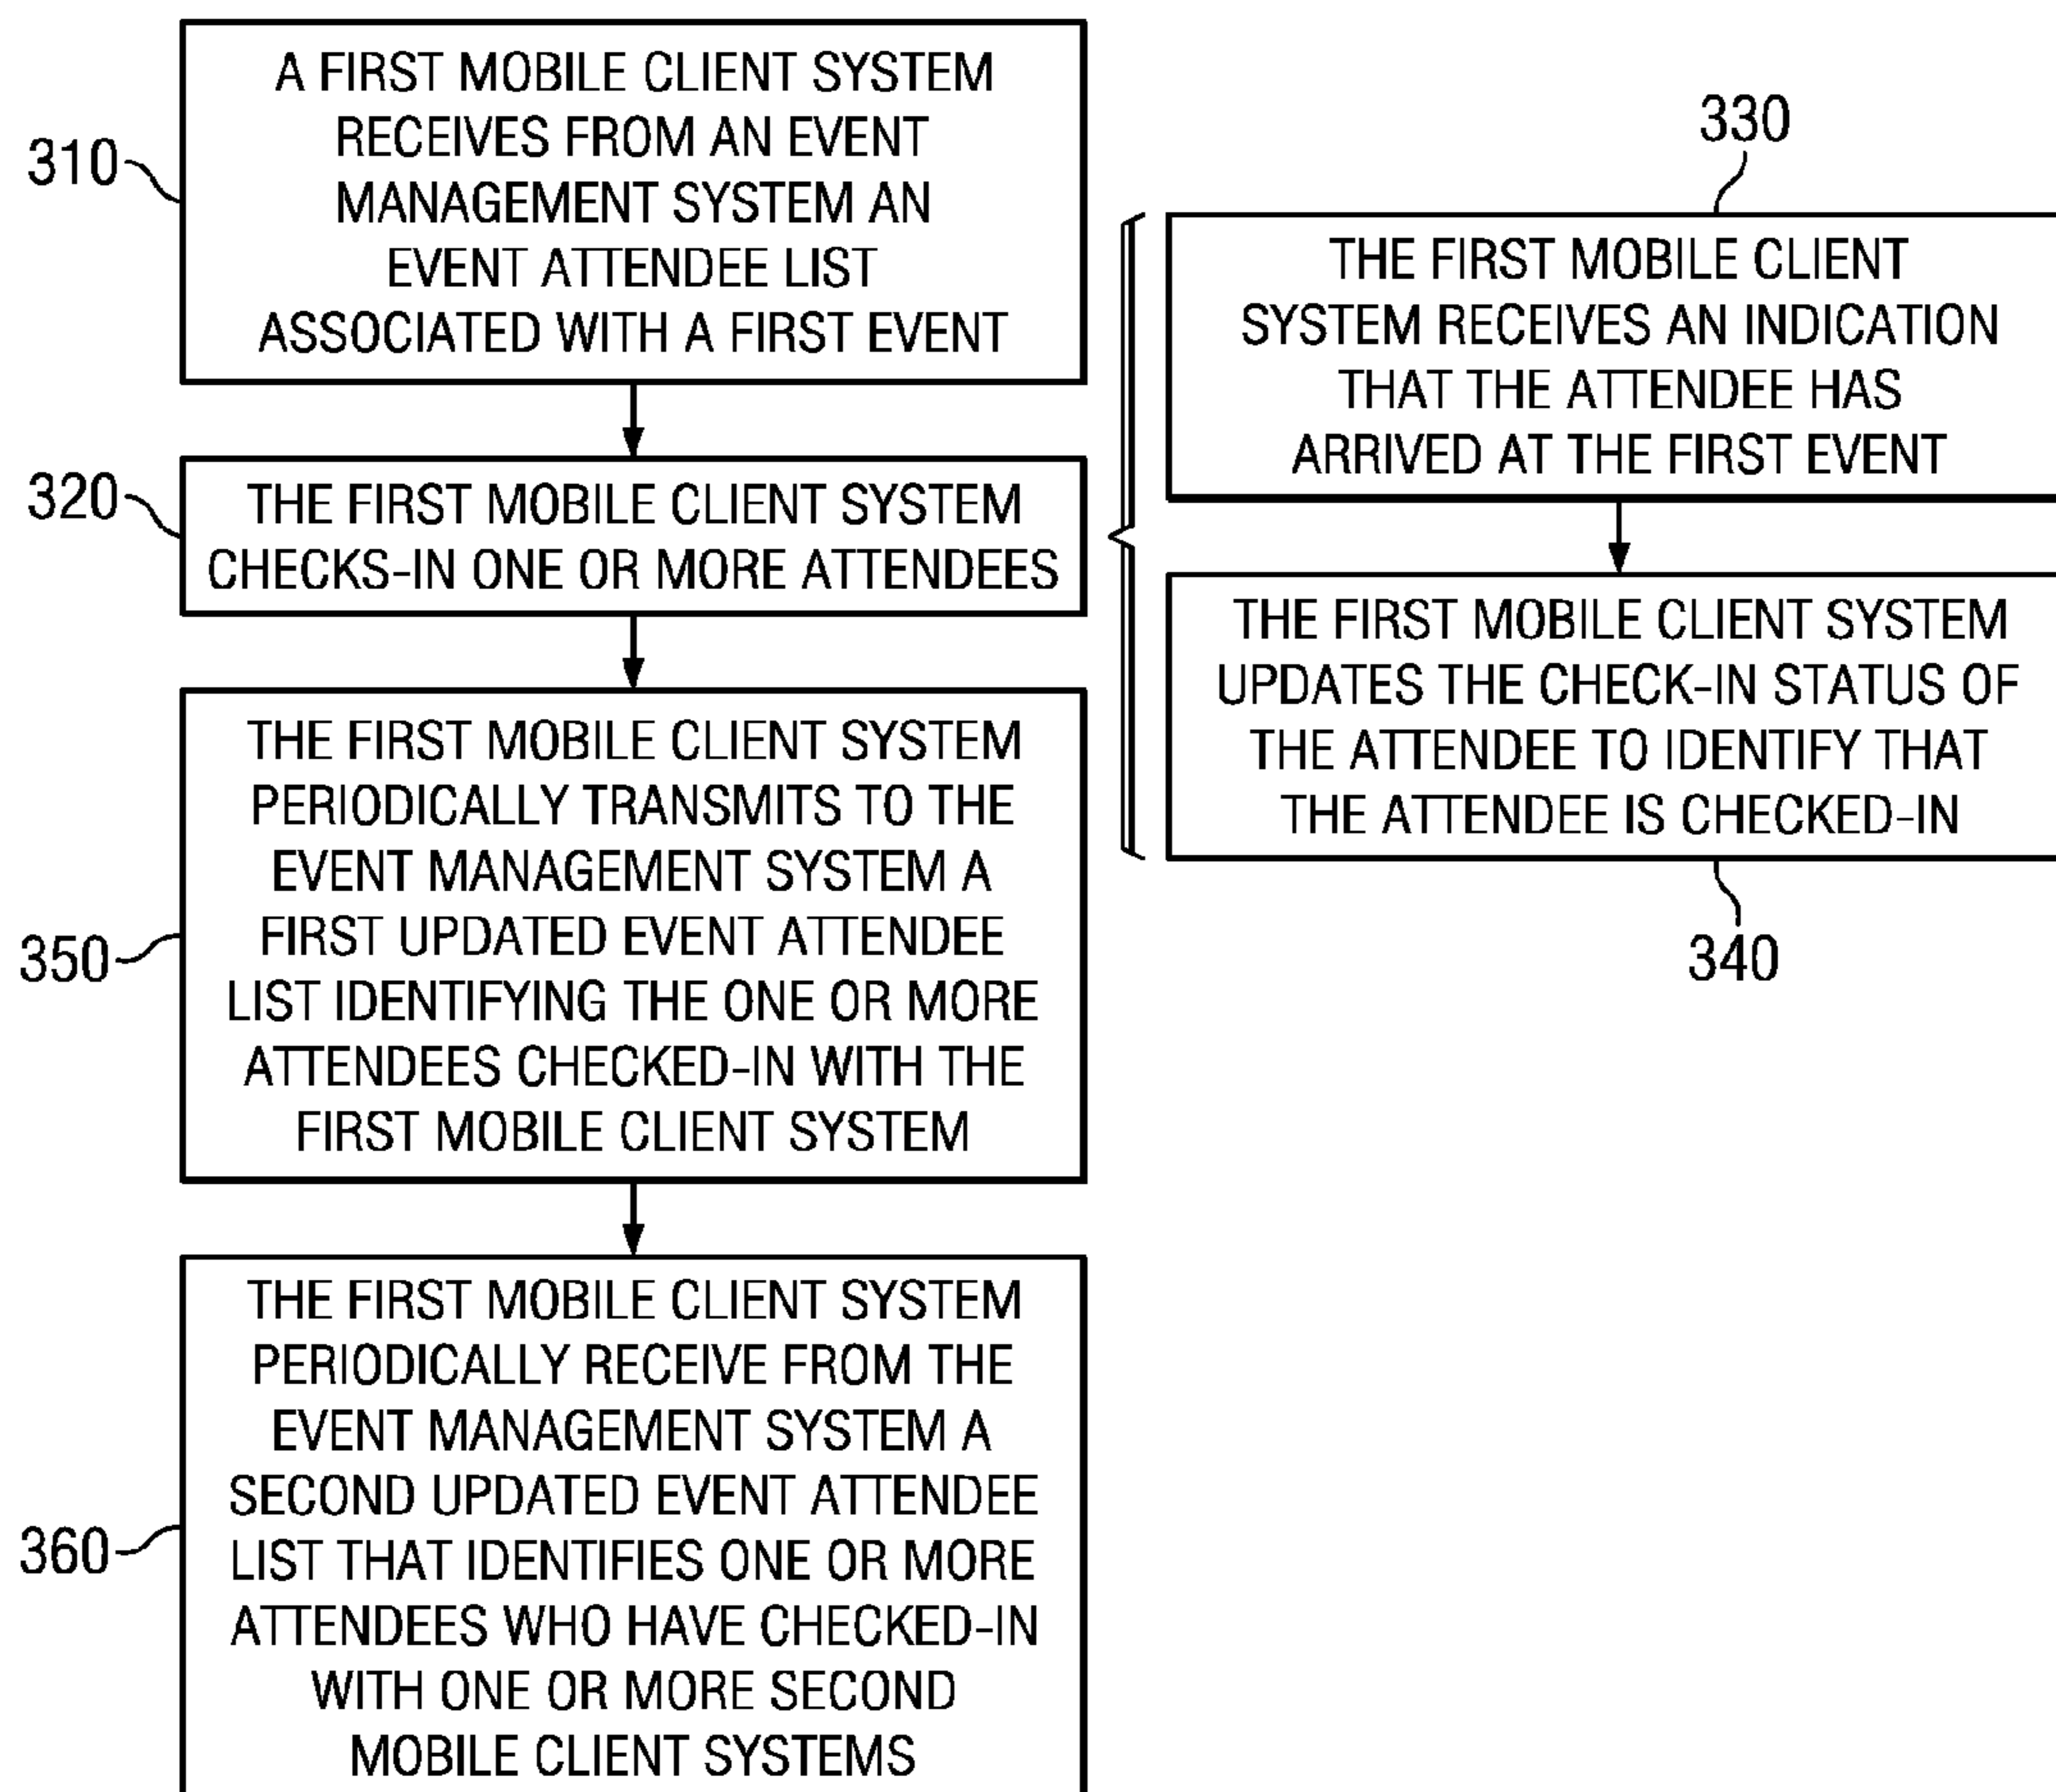 310
A FIRST MOBILE CLIENT SYSTEM
RECEIVES FROM AN EVENT
MANAGEMENT SYSTEM AN
EVENT ATTENDEE LIST
ASSOCIATED WITH A FIRST EVENT
320
THE FIRST MOBILE CLIENT SYSTEM
CHECKS-IN ONE OR MORE ATTENDEES
330
THE FIRST MOBILE CLIENT
SYSTEM RECEIVES AN INDICATION
THAT THE ATTENDEE HAS
ARRIVED AT THE FIRST EVENT
THE FIRST MOBILE CLIENT SYSTEM
UPDATES THE CHECK-IN STATUS OF
THE ATTENDEE TO IDENTIFY THAT
THE ATTENDEE IS CHECKED-IN
340
350
THE FIRST MOBILE CLIENT SYSTEM
PERIODICALLY TRANSMITS TO THE
EVENT MANAGEMENT SYSTEM A
FIRST UPDATED EVENT ATTENDEE
LIST IDENTIFYING THE ONE OR MORE
ATTENDEES CHECKED-IN WITH THE
FIRST MOBILE CLIENT SYSTEM
360
THE FIRST MOBILE CLIENT SYSTEM
PERIODICALLY RECEIVE FROM THE
EVENT MANAGEMENT SYSTEM A
SECOND UPDATED EVENT ATTENDEE
LIST THAT IDENTIFIES ONE OR MORE
ATTENDEES WHO HAVE CHECKED-IN
WITH ONE OR MORE SECOND
MOBILE CLIENT SYSTEMS